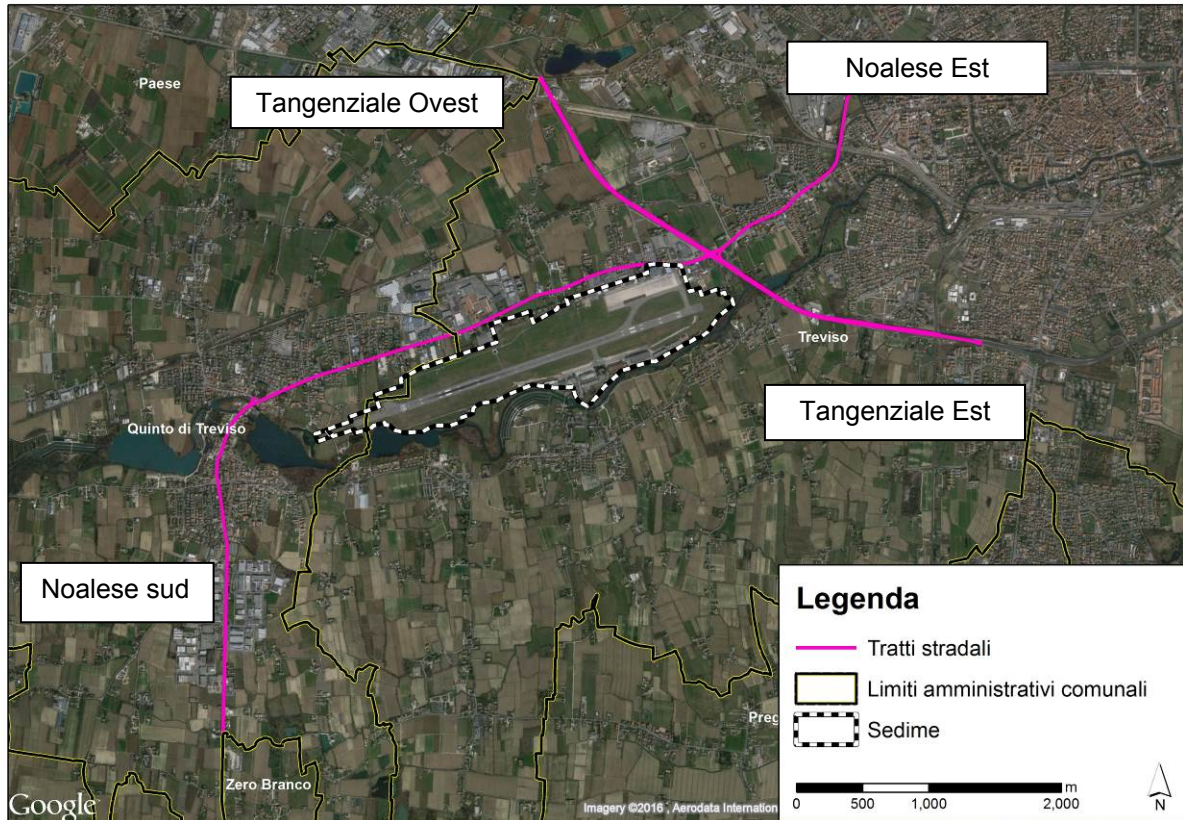 Paese
Tangenziale Ovest
Noalese Est
Treviso
Tangenziale Est
Quinto di Treviso
Noalese sud
Zero Branco
Preg
Legenda
Tratti stradali
Limiti amministrativi comunali
Sedime
m
0 500 1,000 2,000
N
Google
Imagery ©2016 , Aerodata Internation